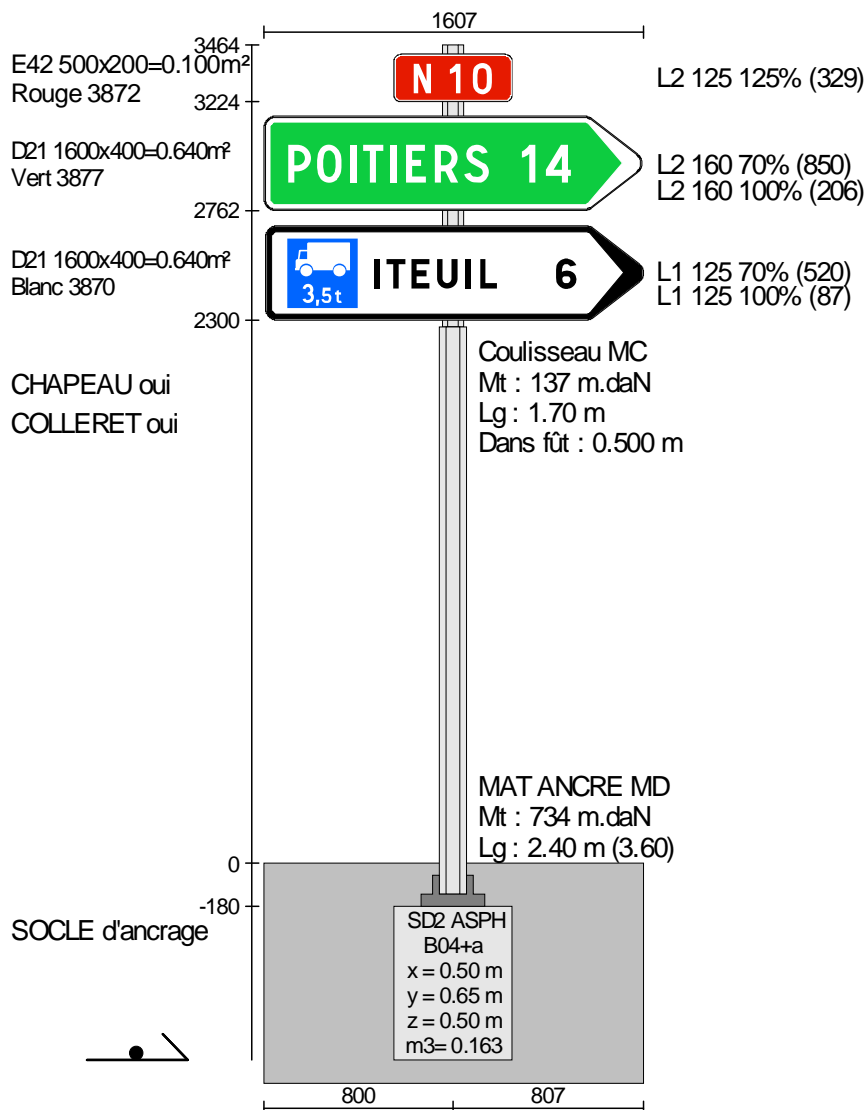 1607
3464
E42 500x200=0.100m²
Rouge 3872
N 10
L2 125 125% (329)
3224
D21 1600x400=0.640m²
Vert 3877
POITIERS 14
L2 160 70% (850)
L2 160 100% (206)
2762
D21 1600x400=0.640m²
Blanc 3870
3,5t
ITEUIL 6
L1 125 70% (520)
L1 125 100% (87)
2300
CHAPEAU oui
COLLERET oui
Coulisseau MC
Mt : 137 m.daN
Lg : 1.70 m
Dans fût : 0.500 m
MAT ANCRE MD
Mt : 734 m.daN
Lg : 2.40 m (3.60)
0
-180
SOCLE d'ancrage
SD2 ASPH
B04+a
x = 0.50 m
y = 0.65 m
z = 0.50 m
m3= 0.163
800
807